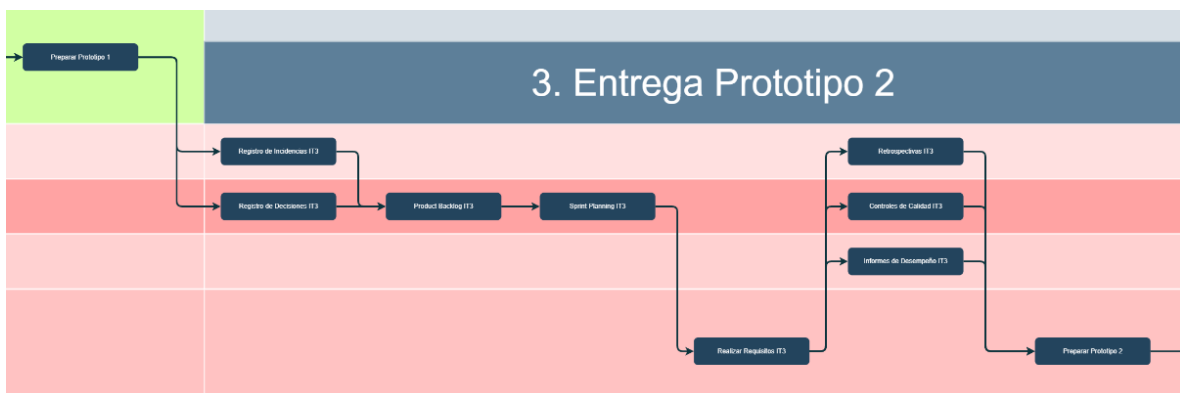 Preparar Prototipo 1
3. Entrega Prototipo 2
Registro de Incidencias IT3
Retrospectivas IT3
Registro de Decisiones IT3
Product Backlog IT3
Sprint Planning IT3
Controles de Calidad IT3
Informes de Desempeño IT3
Realizar Requisitos IT3
Preparar Prototipo 2